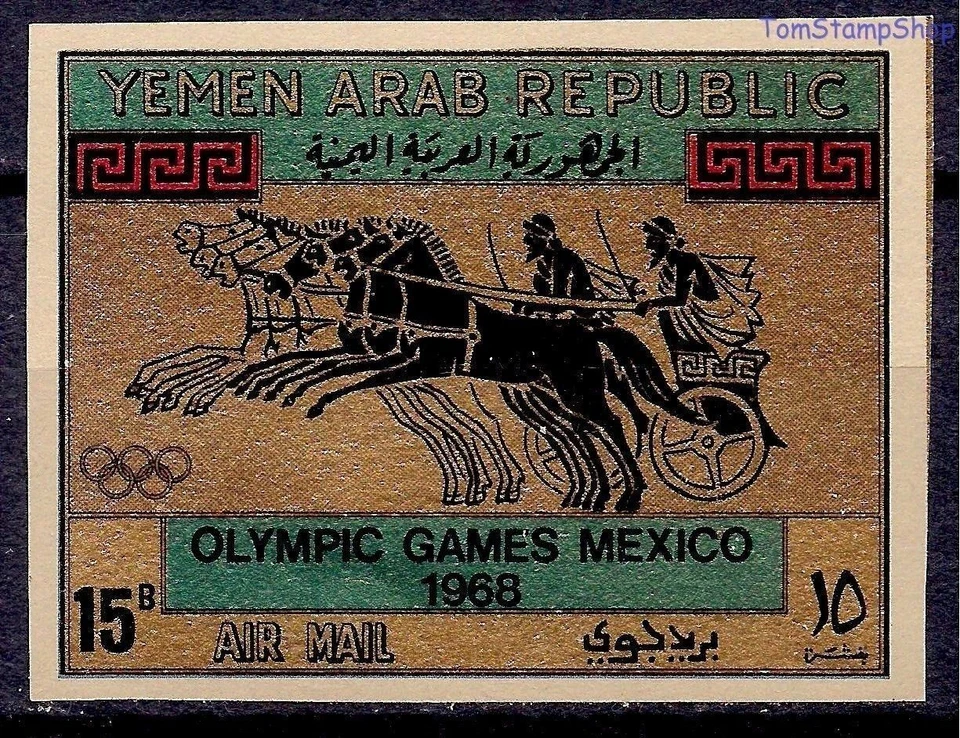 TomStampShop
YEMEN ARAB REPUBLIC
الجمهورية العربية اليمنية
OLYMPIC GAMES MEXICO
1968
15B
١٥
بقشة
AIR MAIL
بريد جوي